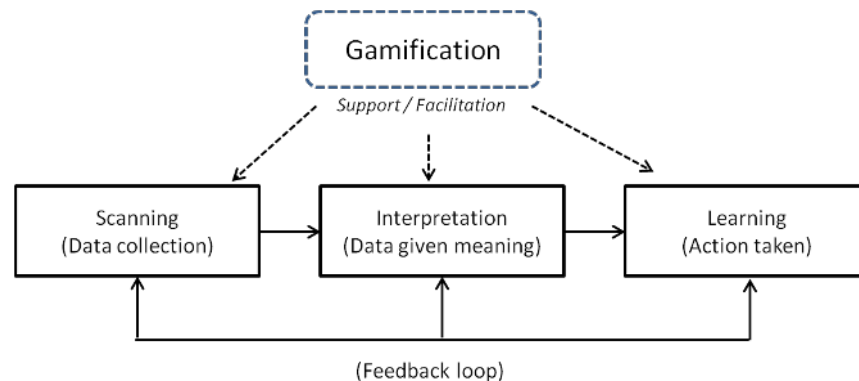 Gamification
Support / Facilitation
Scanning
(Data collection)
Interpretation
(Data given meaning)
Learning
(Action taken)
(Feedback loop)